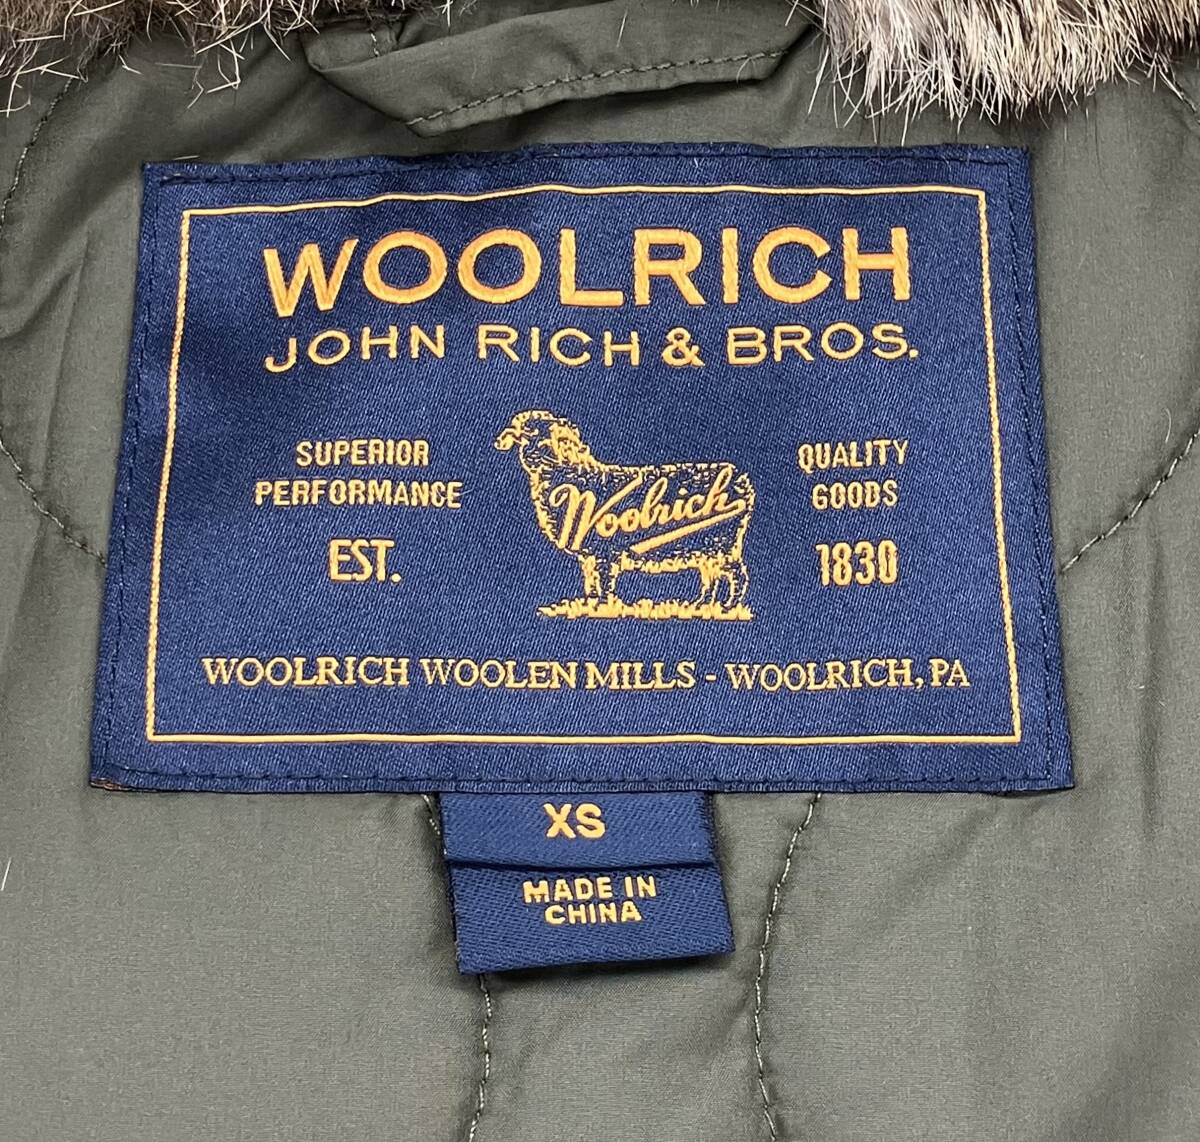 WOOLRICH
JOHN RICH & BROS.
SUPERIOR
PERFORMANCE
EST.
Woolrich
QUALITY
GOODS
1830
WOOLRICH WOOLEN MILLS - WOOLRICH, PA
XS
MADE IN
CHINA